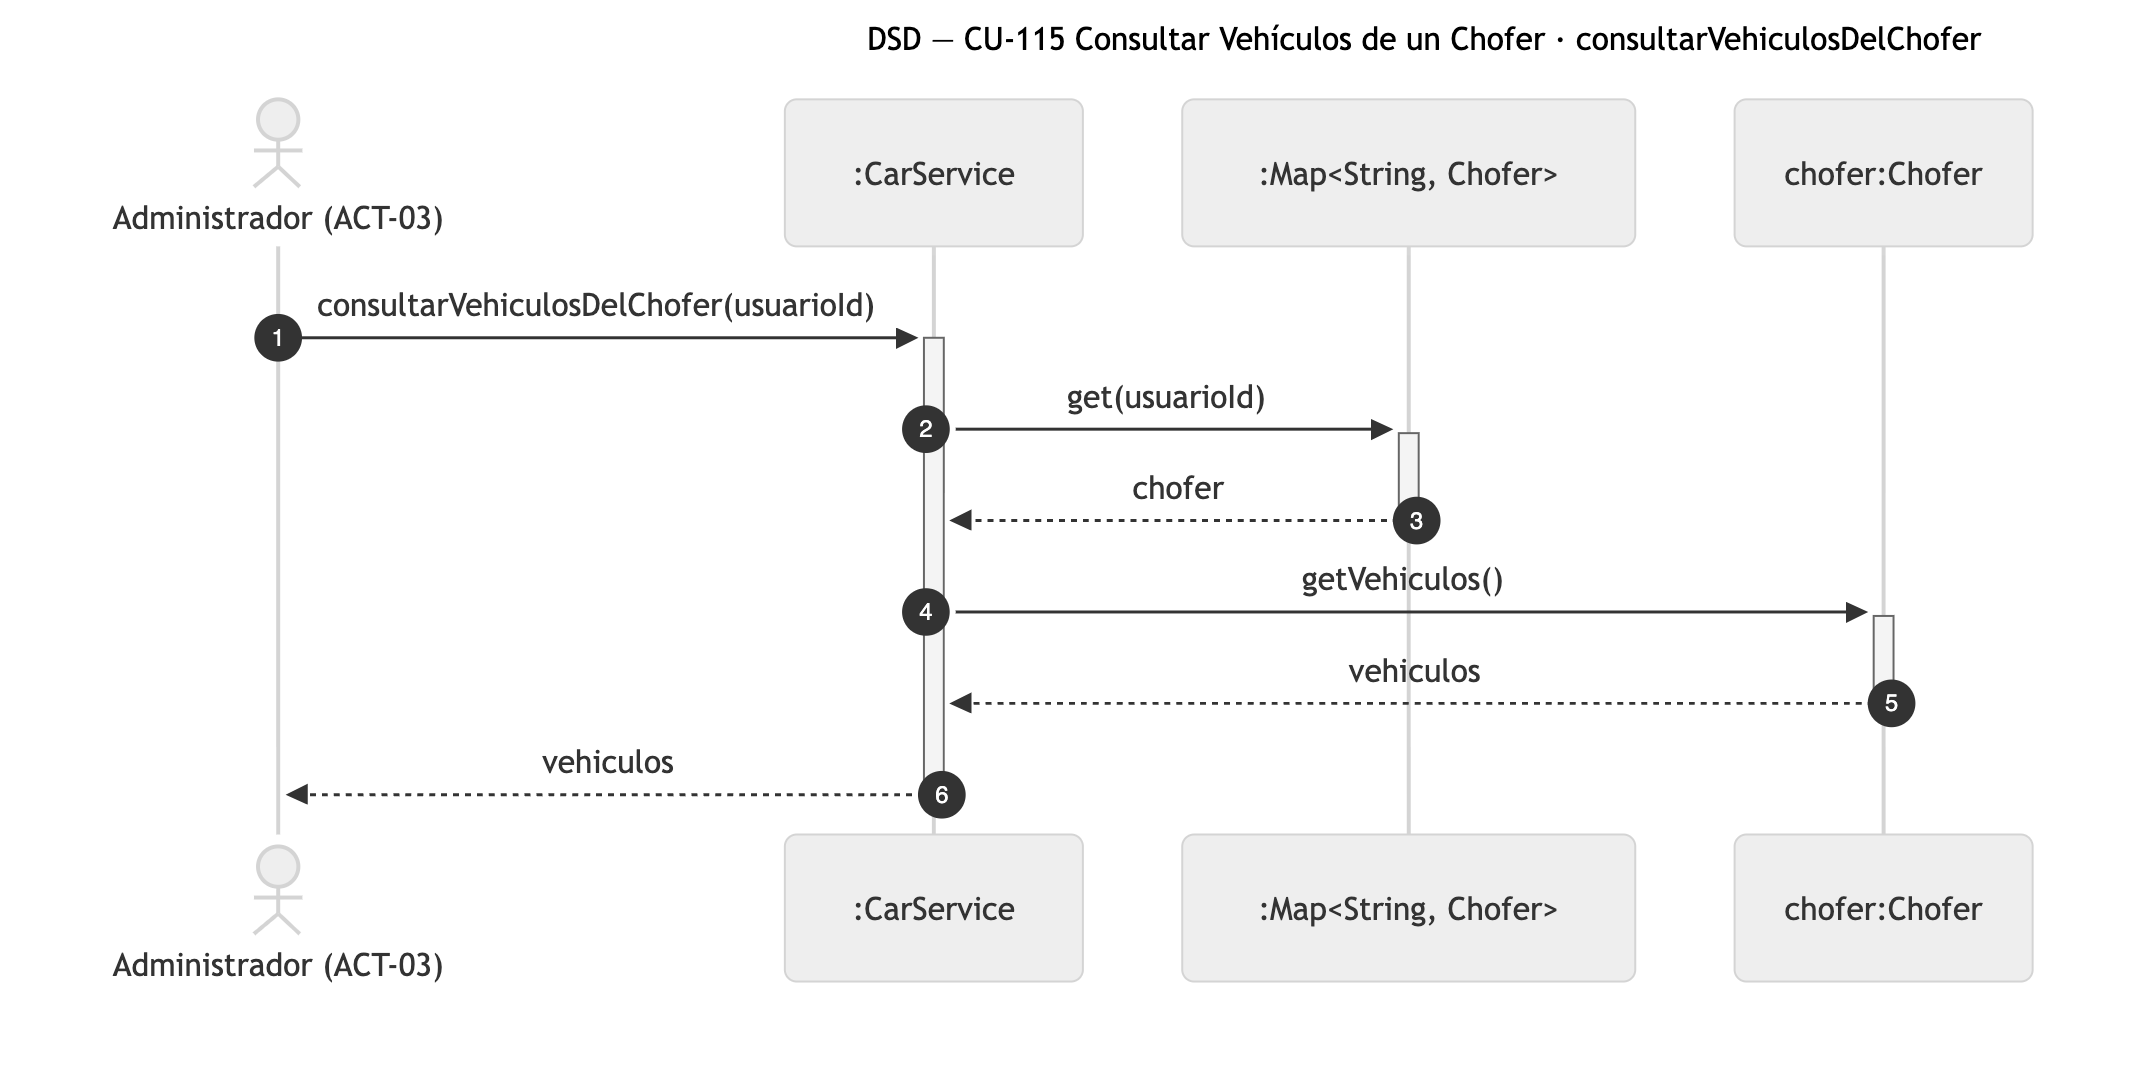 DSD — CU-115 Consultar Vehículos de un Chofer · consultarVehiculosDelChofer
Administrador (ACT-03)
:CarService
:Map<String, Chofer>
chofer:Chofer
consultarVehiculosDelChofer(usuarioId)
1
get(usuarioId)
2
chofer
3
getVehiculos()
4
vehiculos
5
vehiculos
6
Administrador (ACT-03)
:CarService
:Map<String, Chofer>
chofer:Chofer